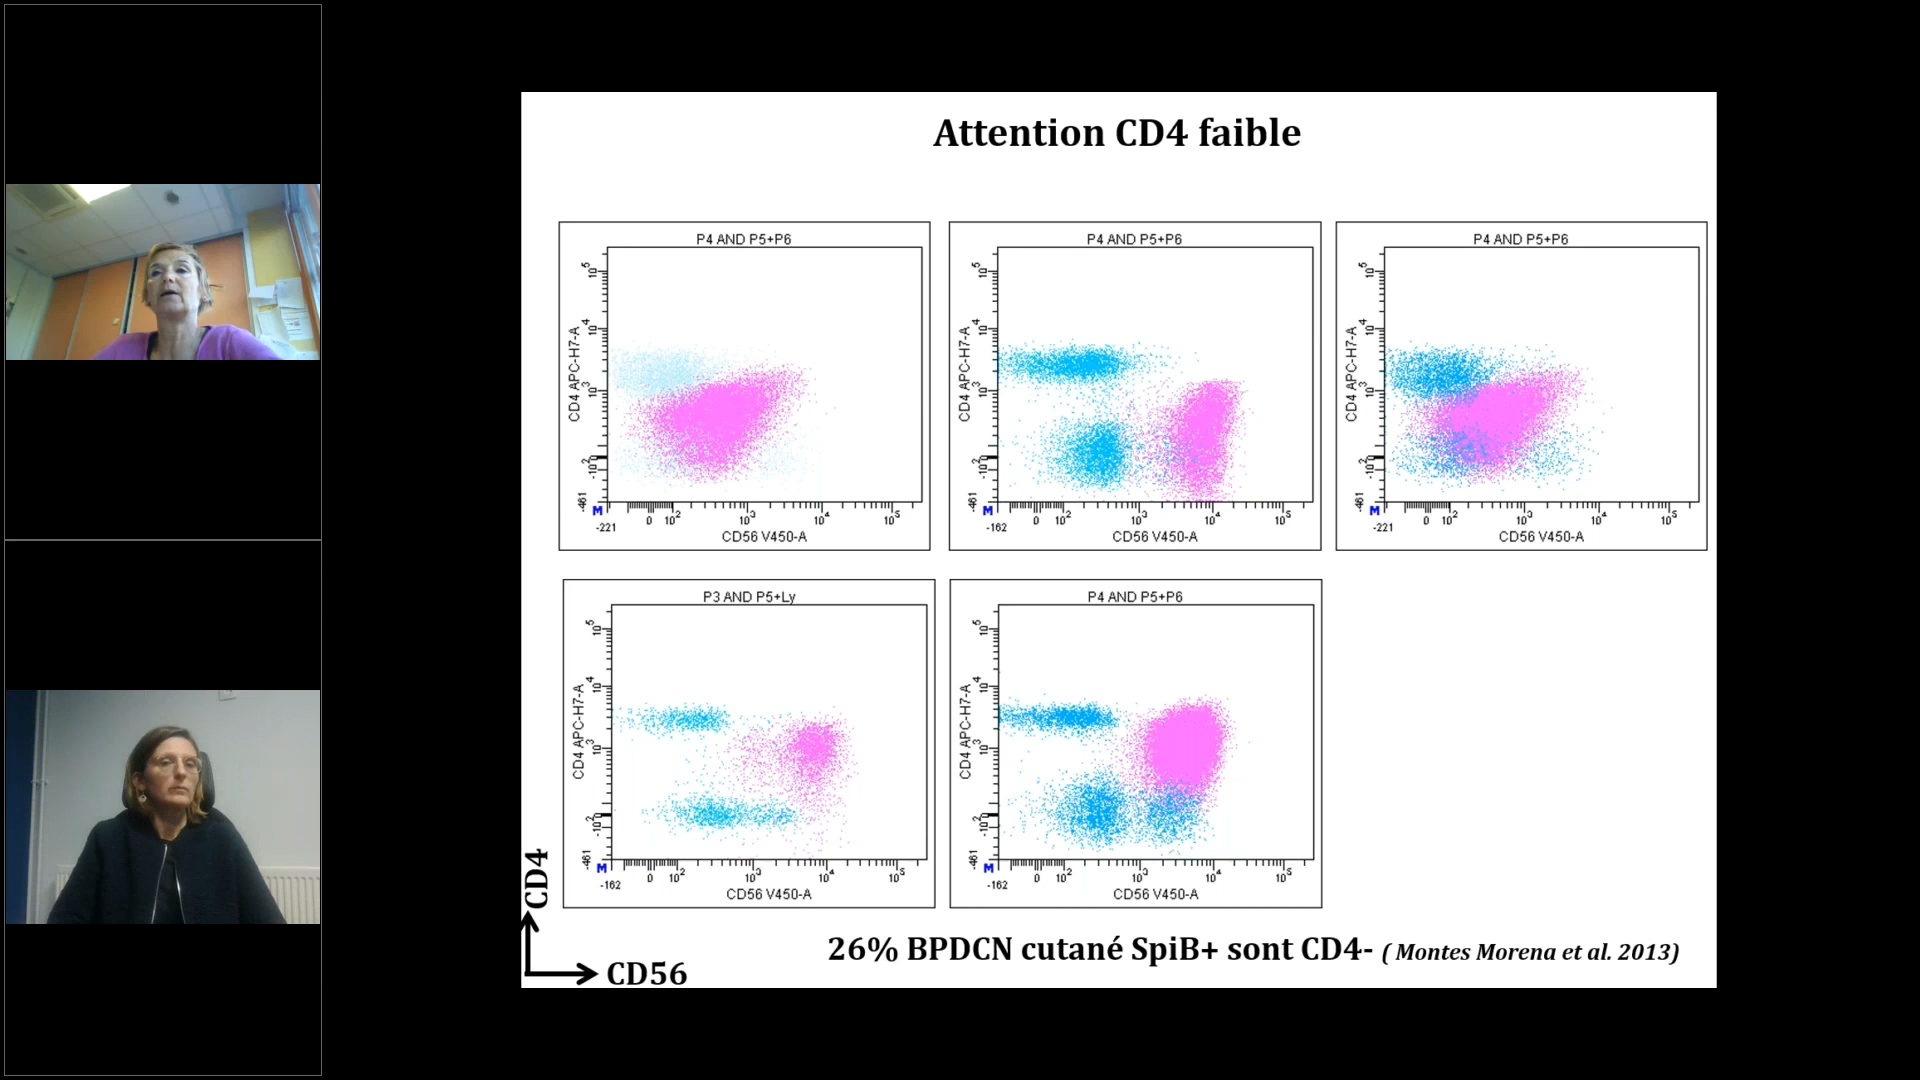 Attention CD4 faible
P4 AND P5+P6
CD4 APC-H7-A
-461
-10²
10³
10⁴
10⁵
M
-221
0
10²
10³
10⁴
10⁵
CD56 V450-A
P4 AND P5+P6
CD4 APC-H7-A
-461
-10²
10³
10⁴
10⁵
M
-162
0
10²
10³
10⁴
10⁵
CD56 V450-A
P4 AND P5+P6
CD4 APC-H7-A
-461
-10²
10³
10⁴
10⁵
M
-221
0
10²
10³
10⁴
10⁵
CD56 V450-A
P3 AND P5+Ly
CD4 APC-H7-A
-461
-10²
10³
10⁴
10⁵
M
-162
0
10²
10³
10⁴
10⁵
CD56 V450-A
P4 AND P5+P6
CD4 APC-H7-A
-461
-10²
10³
10⁴
10⁵
M
-162
0
10²
10³
10⁴
10⁵
CD56 V450-A
CD4
CD56
26% BPDCN cutané SpiB+ sont CD4- ( Montes Morena et al. 2013)